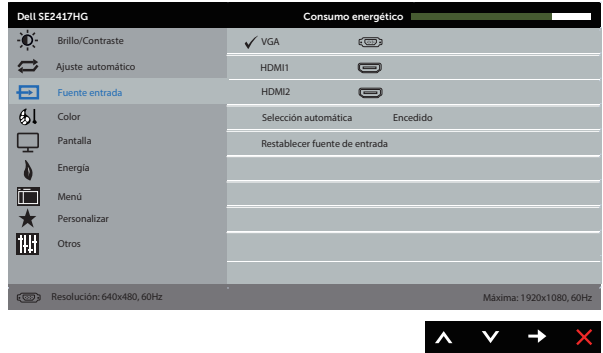 Dell SE2417HG
Consumo energético
Brillo/Contraste
VGA
Ajuste automático
HDMI1
Fuente entrada
HDMI2
Color
Selección automática Encedido
Pantalla
Restablecer fuente de entrada
Energía
Menú
Personalizar
Otros
Resolución: 640x480, 60Hz
Máxima: 1920x1080, 60Hz